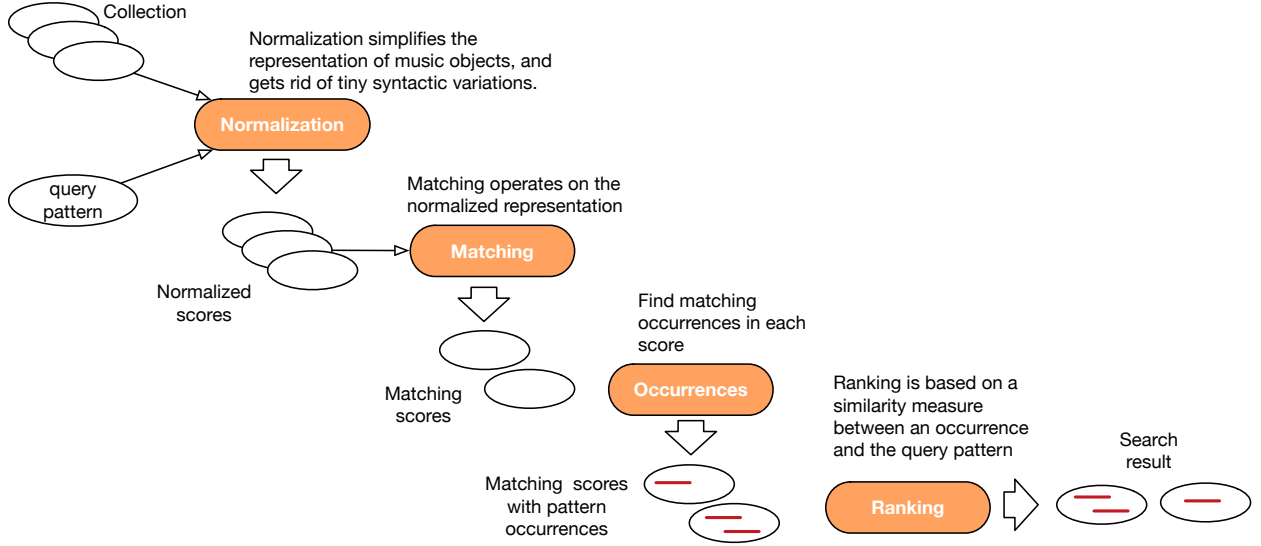 Collection
Normalization simplifies the
representation of music objects, and
gets rid of tiny syntactic variations.
Normalization
query
pattern
Matching operates on the
normalized representation
Matching
Normalized
scores
Find matching
occurrences in each
score
Matching
scores
Occurrences
Ranking is based on a
similarity measure
between an occurrence
and the query pattern
Search
result
Matching scores
with pattern
occurrences
Ranking